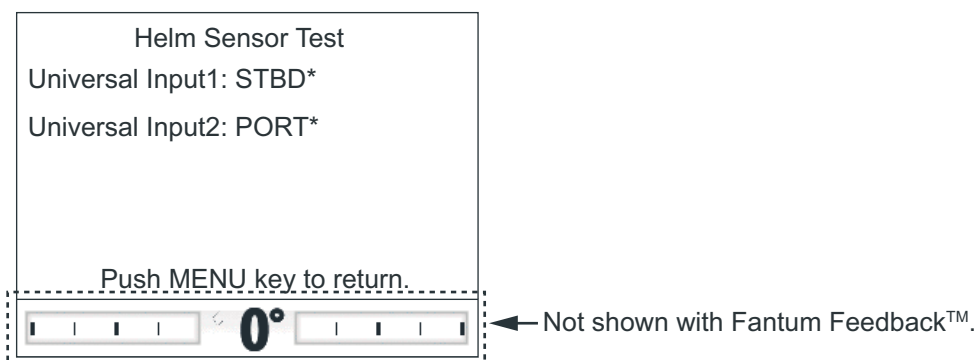 Helm Sensor Test
Universal Input1: STBD*
Universal Input2: PORT*
Push MENU key to return.
0°
Not shown with Fantum Feedback™.